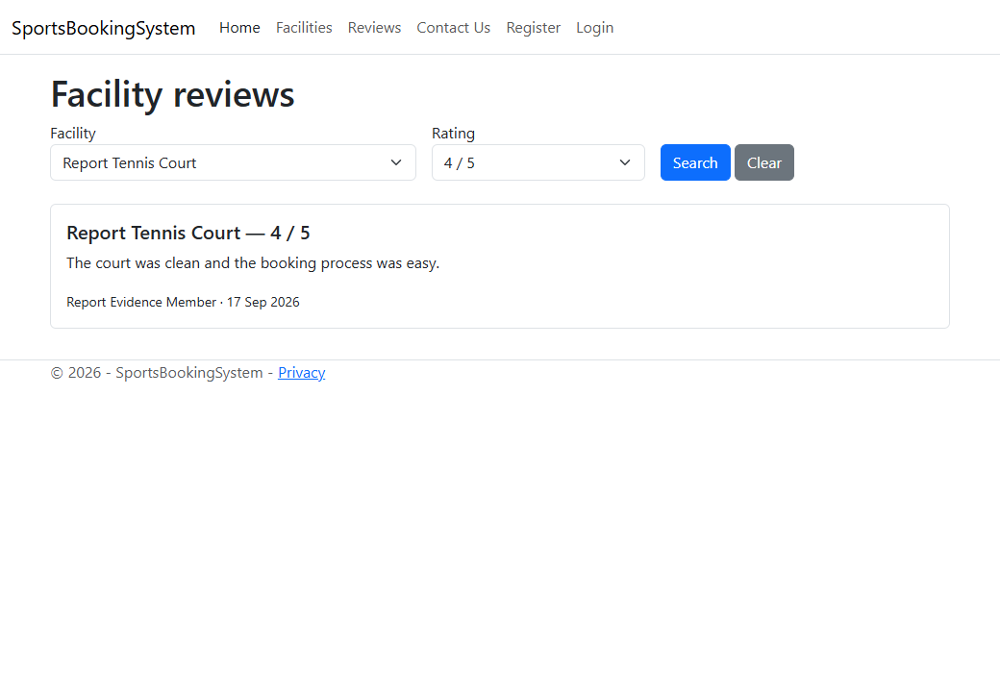 SportsBookingSystem Home Facilities Reviews Contact Us Register Login
Facility reviews
Facility Rating
Report Tennis Court 4 / 5 Search Clear
Report Tennis Court — 4 / 5
The court was clean and the booking process was easy.
Report Evidence Member · 17 Sep 2026
© 2026 - SportsBookingSystem - Privacy